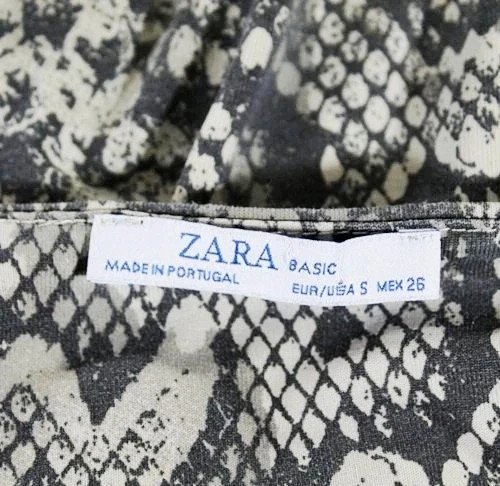 ZARA BASIC
MADE IN PORTUGAL EUR/USA S MEX 26